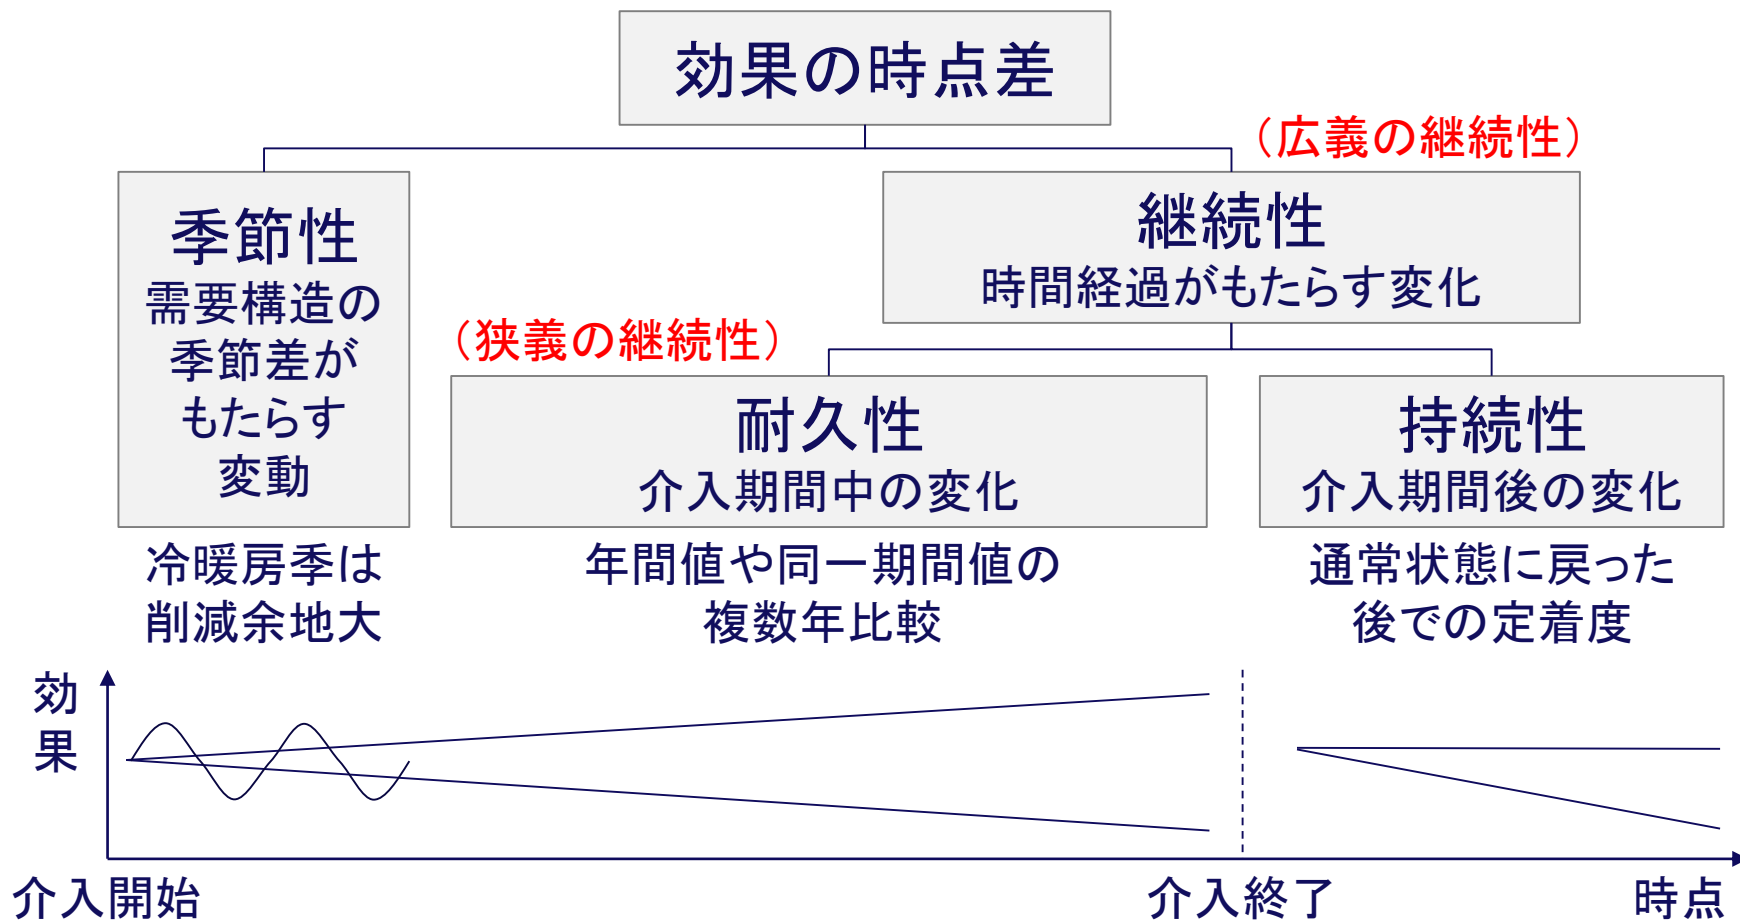 効果の時点差
（広義の継続性）
季節性
需要構造の
季節差が
もたらす
変動
継続性
時間経過がもたらす変化
（狭義の継続性）
耐久性
介入期間中の変化
持続性
介入期間後の変化
冷暖房季は
削減余地大
年間値や同一期間値の
複数年比較
通常状態に戻った
後での定着度
効果
介入開始
介入終了
時点